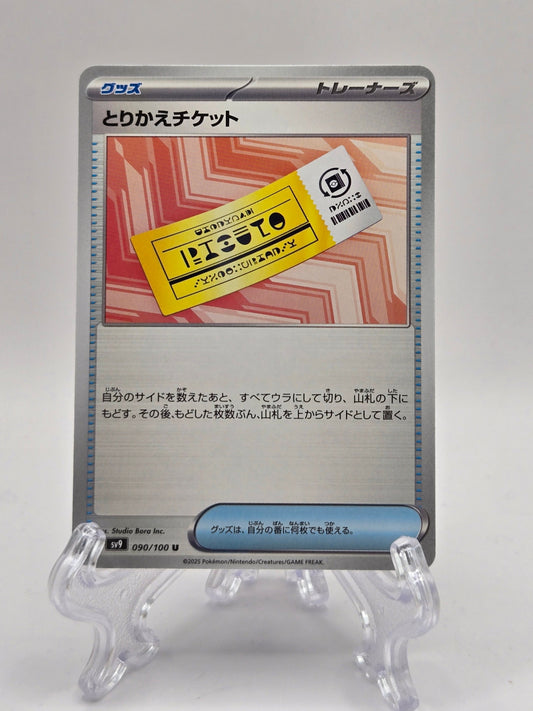 グッズ
トレーナーズ
とりかえチケット
自分のサイドを数えたあと、すべてウラにして切り、山札の下に
もどす。その後、もどした枚数ぶん、山札を上からサイドとして置く。
グッズは、自分の番に何枚でも使える。
Studio Bora Inc.
sv9 090/100 U
©2025 Pokémon/Nintendo/Creatures/GAME FREAK.